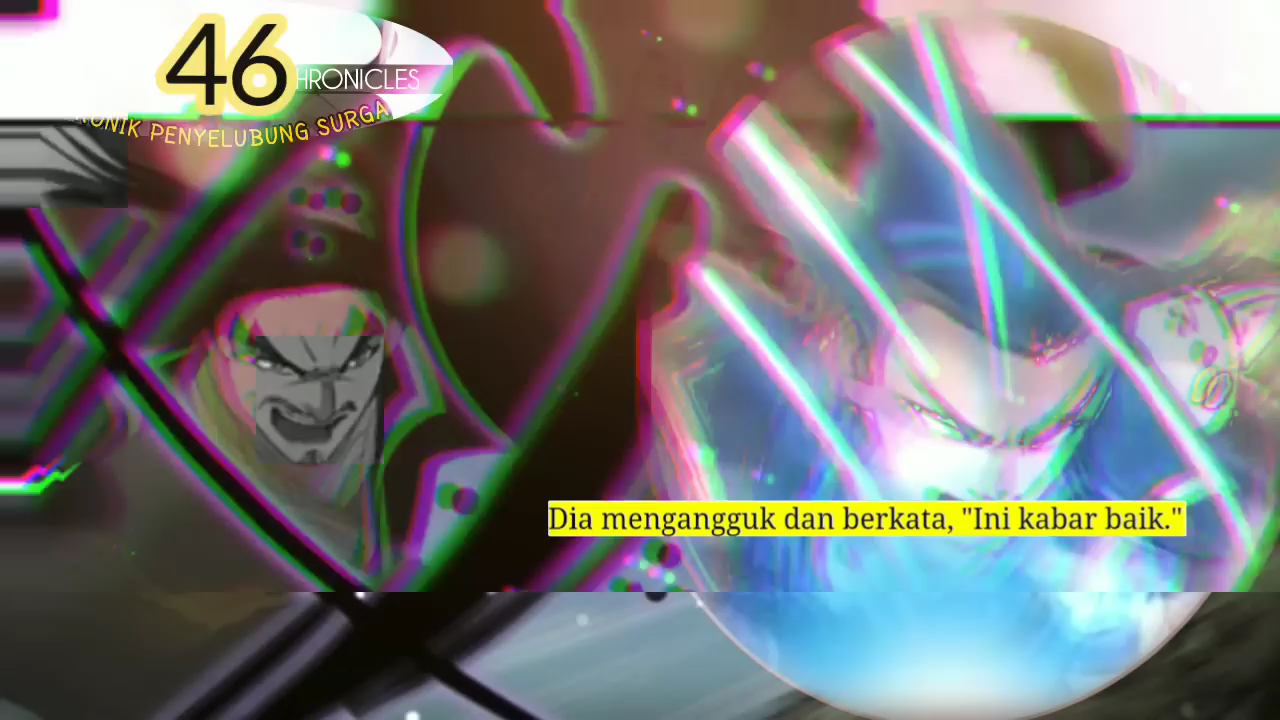 46
HRONICLES
ONIK PENYELUBUNG SURGA
Dia mengangguk dan berkata, "Ini kabar baik."